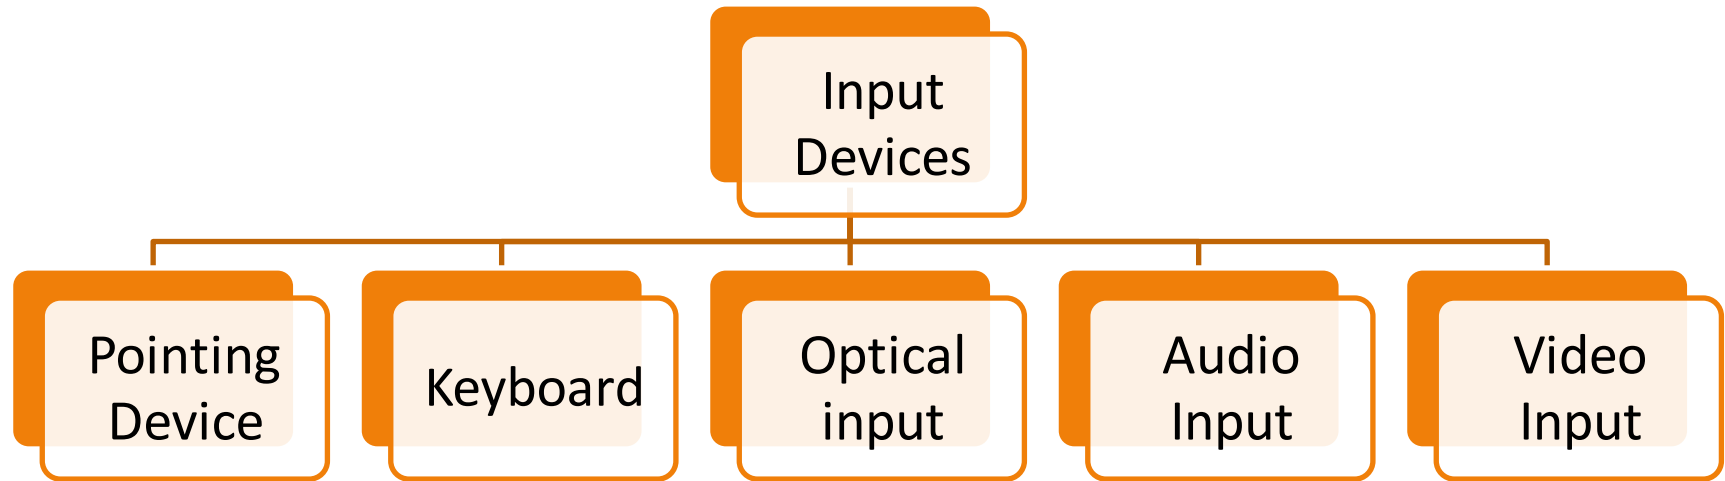 Input
Devices
Pointing
Device
Keyboard
Optical
input
Audio
Input
Video
Input